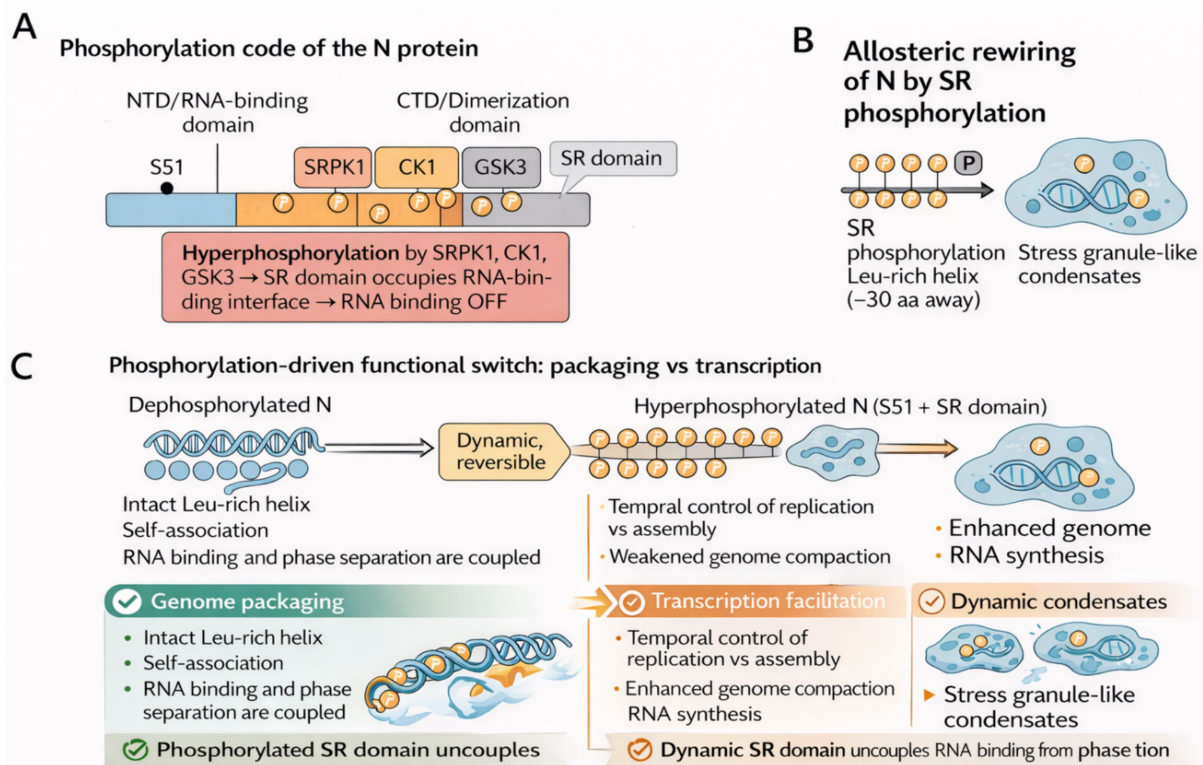 A
Phosphorylation code of the N protein
NTD/RNA-binding
domain
CTD/Dimerization
domain
S51
SRPK1
CK1
GSK3
SR domain
P P P P P P P
Hyperphosphorylation by SRPK1, CK1,
GSK3 → SR domain occupies RNA-bin-
ding interface → RNA binding OFF
B
Allosteric rewiring
of N by SR
phosphorylation
P
SR
phosphorylation
Leu-rich helix
(–30 aa away)
Stress granule-like
condensates
C
Phosphorylation-driven functional switch: packaging vs transcription
Dephosphorylated N
Hyperphosphorylated N (S51 + SR domain)
Dynamic,
reversible
Intact Leu-rich helix
Self-association
RNA binding and phase separation are coupled
• Tempral control of replication
vs assembly
• Weakened genome compaction
• Enhanced genome
• RNA synthesis
Genome packaging
• Intact Leu-rich helix
• Self-association
• RNA binding and phase
separation are coupled
Phosphorylated SR domain uncouples
Transcription facilitation
• Temporal control of
replication vs assembly
• Enhanced genome compaction
RNA synthesis
Dynamic condensates
Stress granule-like
condensates
Dynamic SR domain uncouples RNA binding from phase tion